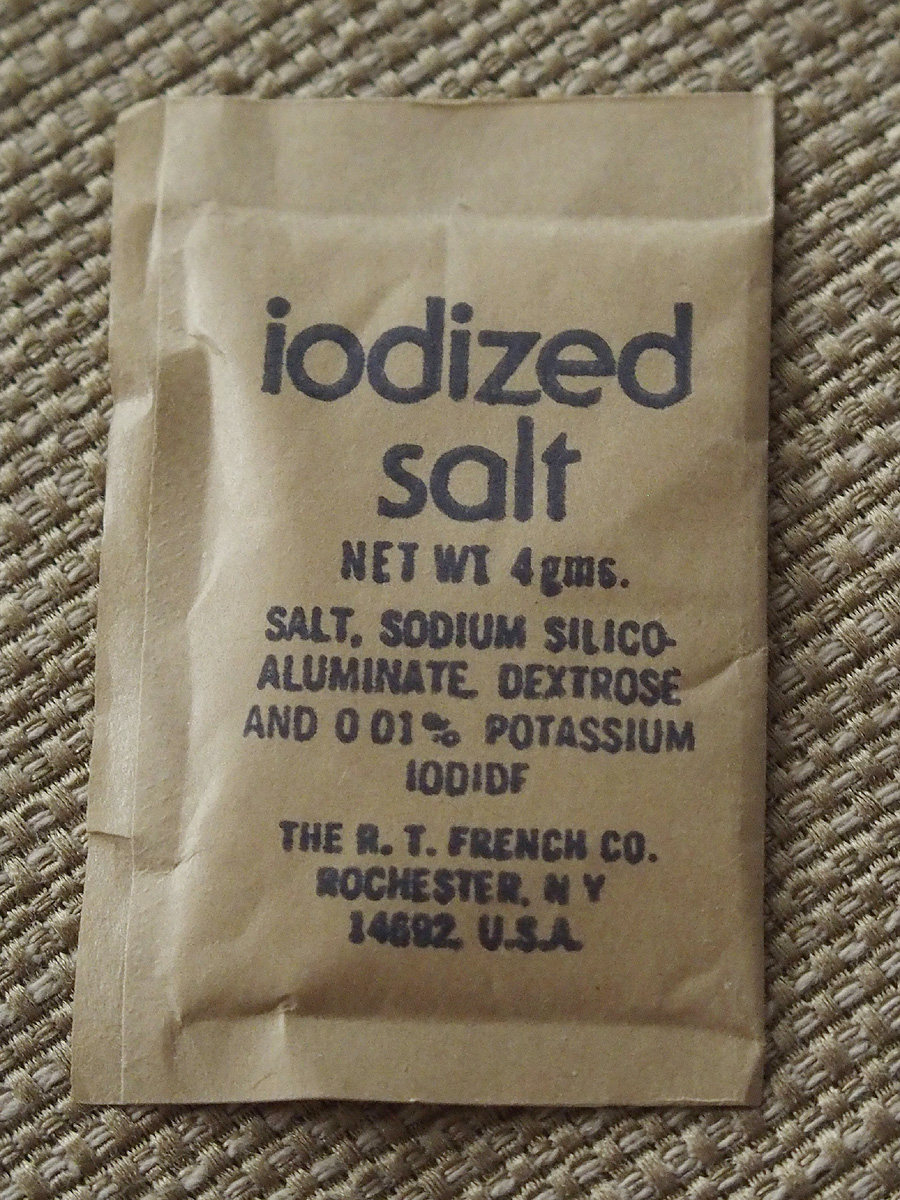 iodized
salt
NET WT 4gms.
SALT, SODIUM SILICO-
ALUMINATE, DEXTROSE
AND 0.01% POTASSIUM
IODIDE
THE R. T. FRENCH CO.
ROCHESTER, N Y
14692, U.S.A.